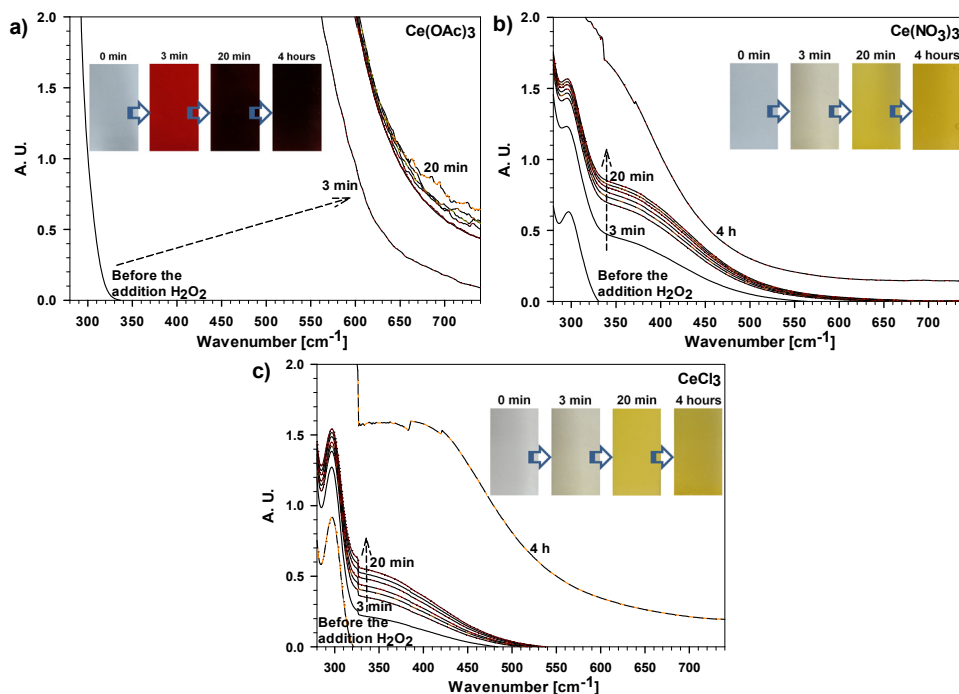 a)
Ce(OAc)3
0 min 3 min 20 min 4 hours
20 min
3 min
Before the
addition H₂O₂
A. U.
2.0
1.5
1.0
0.5
0.0
300 350 400 450 500 550 600 650 700
Wavenumber [cm⁻¹]
b)
Ce(NO₃)3
0 min 3 min 20 min 4 hours
20 min
3 min
4 h
Before the
addition H₂O₂
A. U.
2.0
1.5
1.0
0.5
0.0
300 350 400 450 500 550 600 650 700
Wavenumber [cm⁻¹]
c)
CeCl₃
0 min 3 min 20 min 4 hours
4 h
20 min
3 min
Before the
addition H₂O₂
A. U.
2.0
1.5
1.0
0.5
0.0
300 350 400 450 500 550 600 650 700
Wavenumber [cm⁻¹]